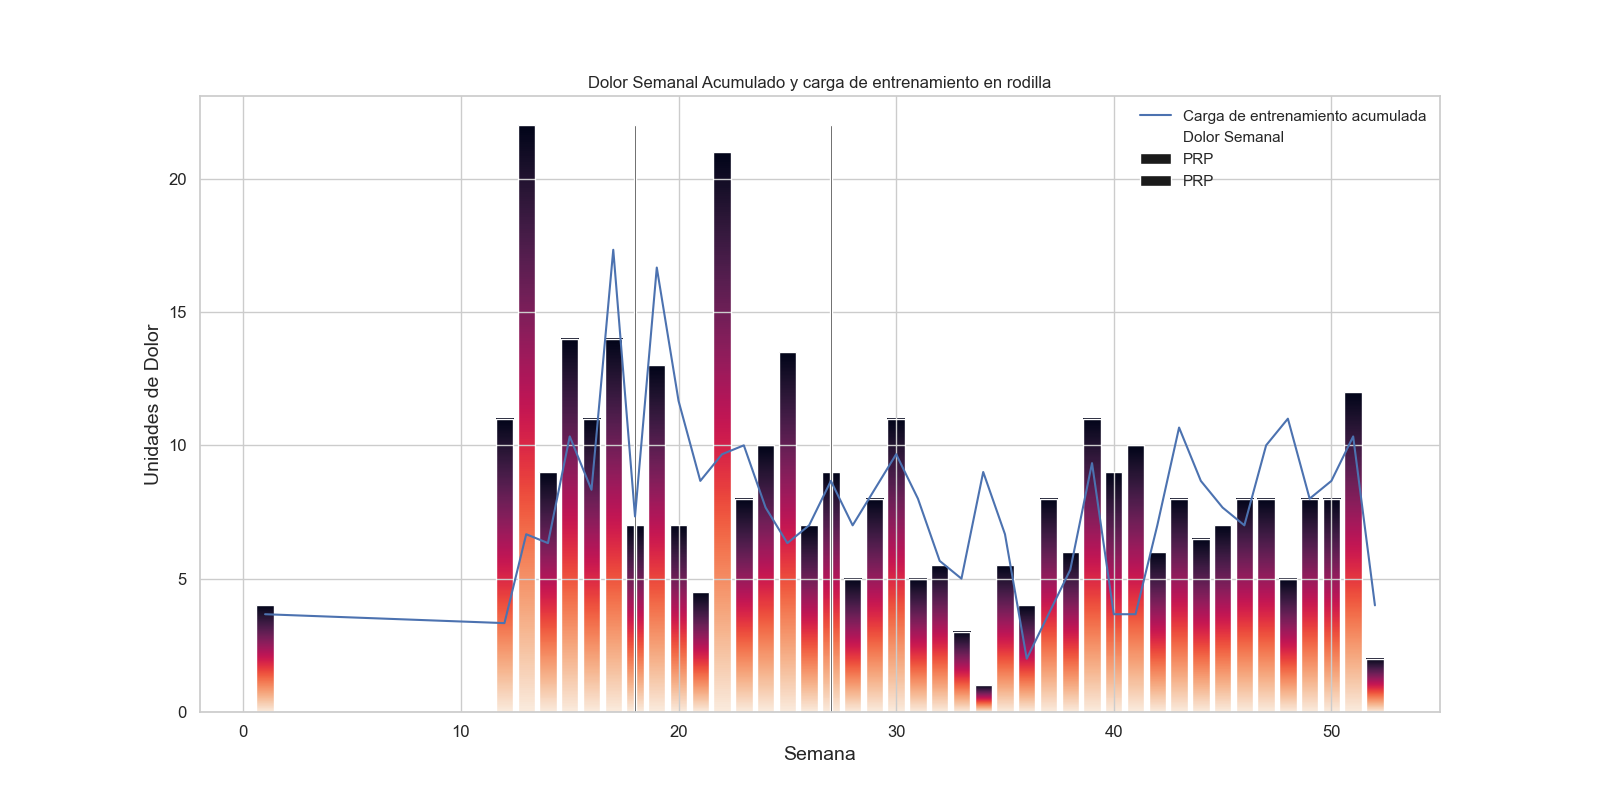 Dolor Semanal Acumulado y carga de entrenamiento en rodilla
Carga de entrenamiento acumulada
Dolor Semanal
PRP
PRP
Unidades de Dolor
20
15
10
5
0
0 10 20 30 40 50
Semana